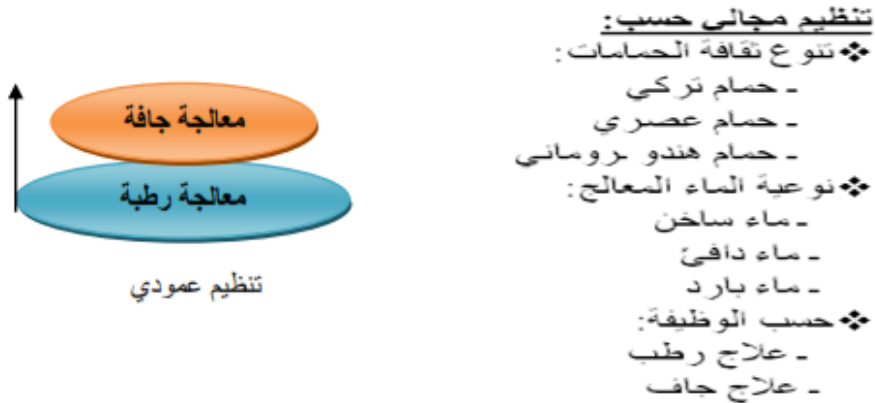 تنظيم مجالي حسب:
❖تنوع ثقافة الحمامات:
- حمام تركي
- حمام عصري
- حمام هندو -روماني
❖نوعية الماء المعالج:
- ماء ساخن
- ماء دافئ
- ماء بارد
❖حسب الوظيفة:
- علاج رطب
- علاج جاف
معالجة جافة
معالجة رطبة
تنظيم عمودي